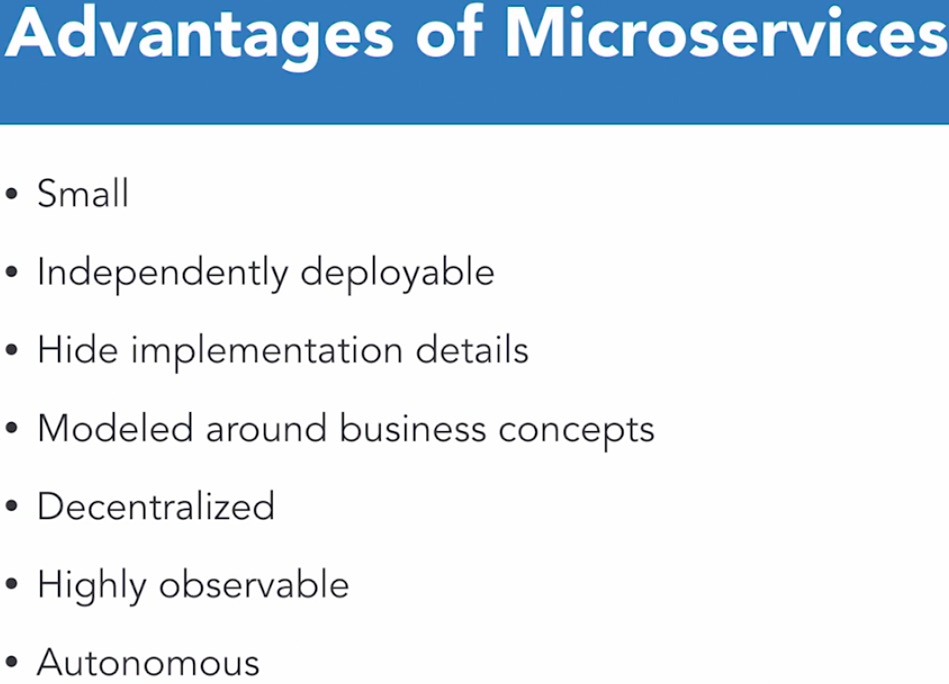 Advantages of Microservices
• Small
• Independently deployable
• Hide implementation details
• Modeled around business concepts
• Decentralized
• Highly observable
• Autonomous